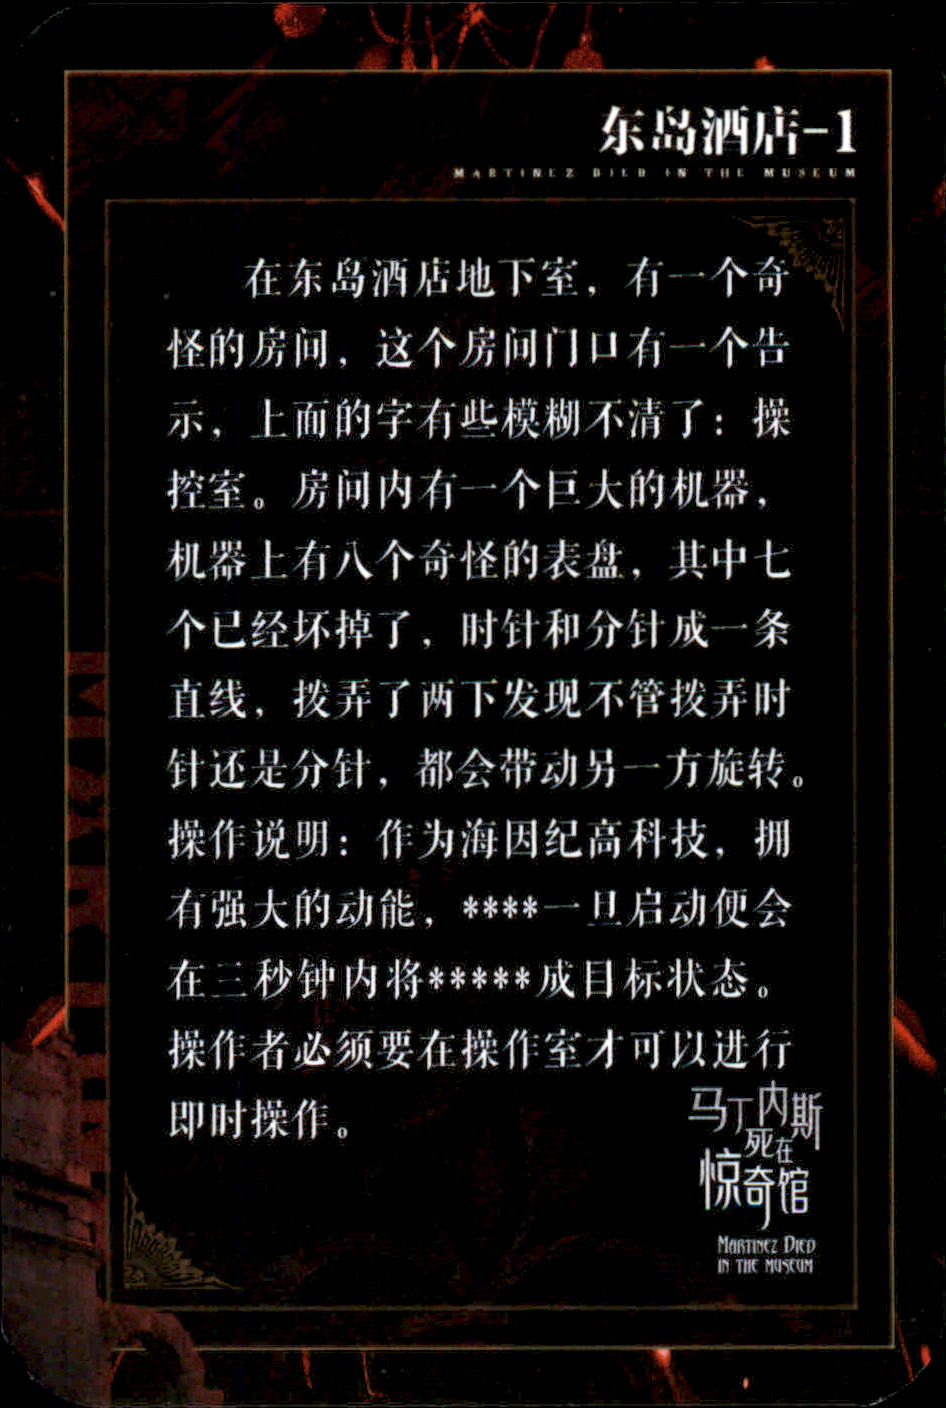 东岛酒店-1
MARTINEZ DIED IN THE MUSEUM
在东岛酒店地下室，有一个奇
怪的房间，这个房间门口有一个告
示，上面的字有些模糊不清了：操
控室。房间内有一个巨大的机器，
机器上有八个奇怪的表盘，其中七
个已经坏掉了，时针和分针成一条
直线，拨弄了两下发现不管拨弄时
针还是分针，都会带动另一方旋转。
操作说明：作为海因纪高科技，拥
有强大的动能，****一旦启动便会
在三秒钟内将*****成目标状态。
操作者必须要在操作室才可以进行
即时操作。
马丁内斯
死在
惊奇馆
MARTINEZ DIED
IN THE MUSEUM